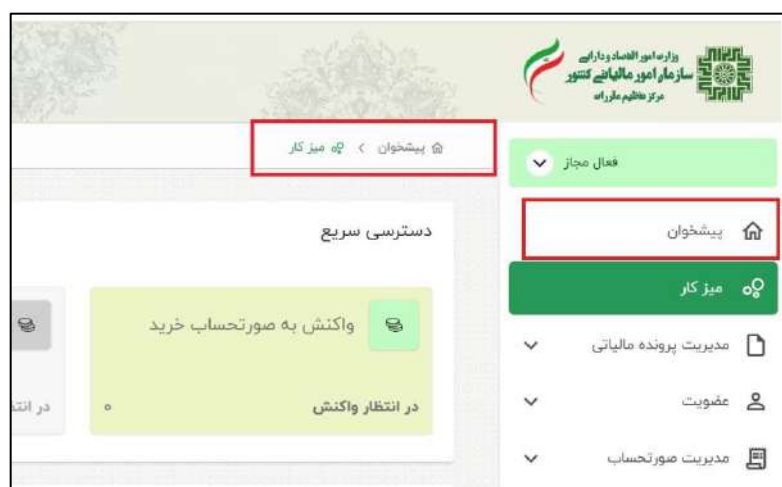 وزارت امور اقتصاد و دارایی
سازمان امور مالیاتی کشور
مرکز تنظیم مقررات
پیشخوان > میز کار
فعال مجاز
پیشخوان
میز کار
مدیریت پرونده مالیاتی
عضویت
مدیریت صورتحساب
دسترسی سریع
واکنش به صورتحساب خرید
در انتظار واکنش
۰